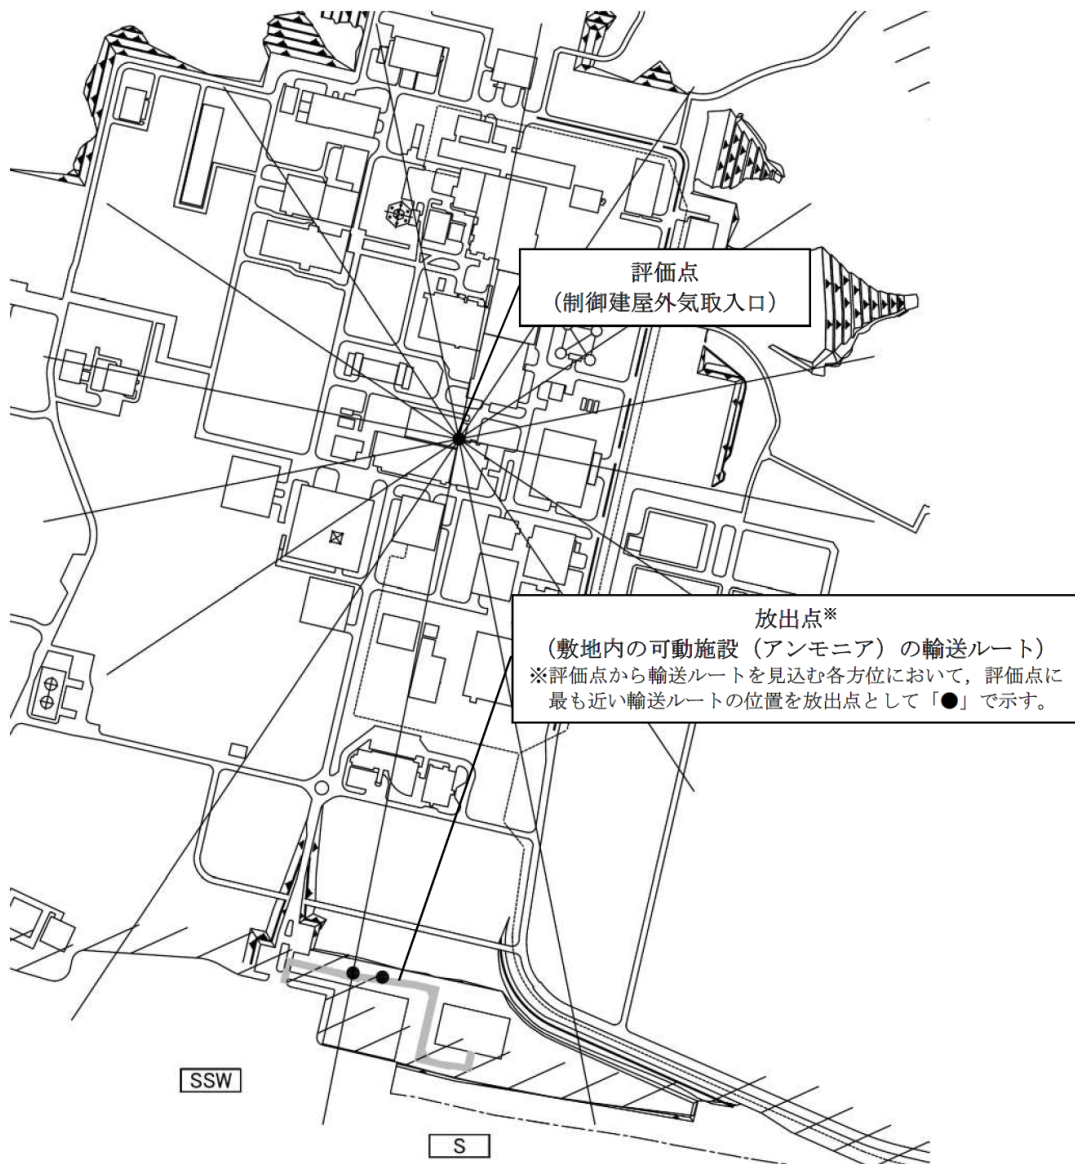 評価点
（制御建屋外気取入口）
放出点※
（敷地内の可動施設（アンモニア）の輸送ルート）
※評価点から輸送ルートを見込む各方位において，評価点に
最も近い輸送ルートの位置を放出点として「●」で示す。
SSW
S